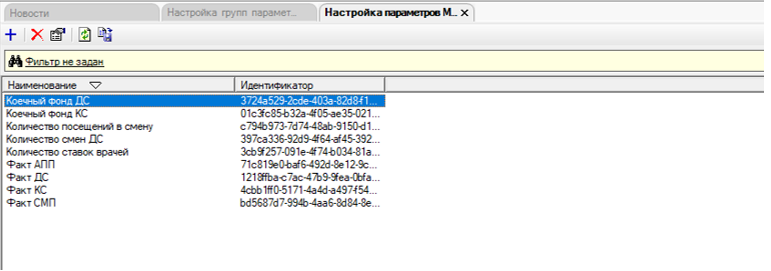 Новости Настройка групп парамет... Настройка параметров М...
Фильтр не задан
Наименование Идентификатор
Коечный фонд ДС 3724a529-2cde-403a-82d8-f1...
Коечный фонд КС 01c3fc85-b32a-4f05-ae35-021...
Количество посещений в смену c794b973-7d74-48ab-9150-d1...
Количество смен ДС 397ca336-92d9-4f64-af45-392...
Количество ставок врачей 3cb9f257-091e-4f74-b034-81a...
Факт АПП 71c819e0-baf6-492d-8e12-9c...
Факт ДС 1218ffba-c7ac-47b9-9fea-0bfa...
Факт КС 4cbb1ff0-5171-4a4d-a497-f54...
Факт СМП bd5687d7-994b-4aa6-8d84-8e...